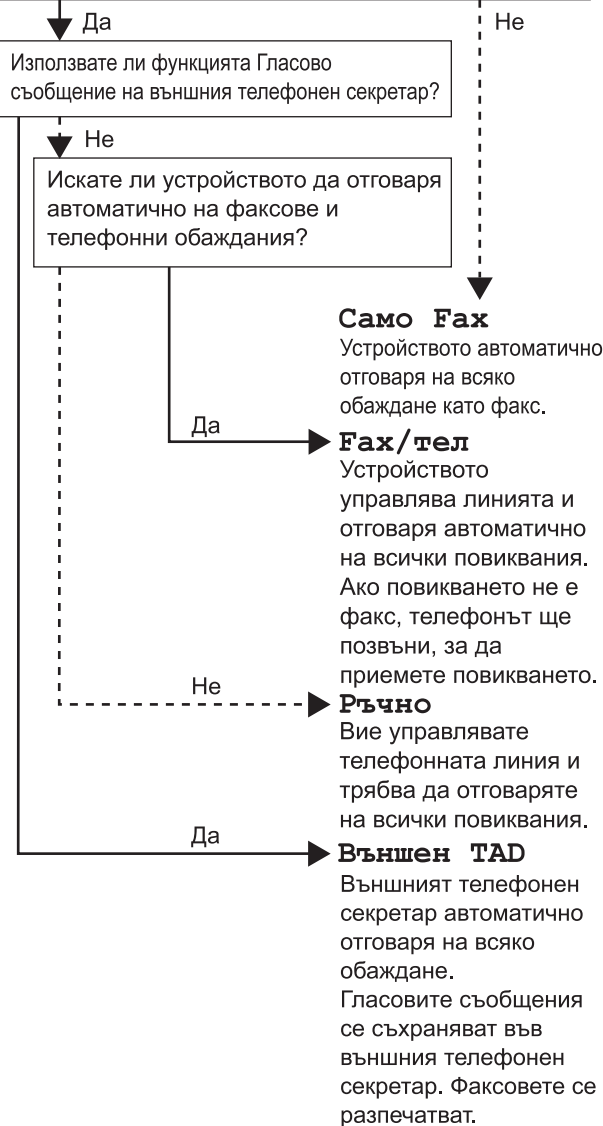 Да
Не
Използвате ли функцията Гласово
съобщение на външния телефонен секретар?
Не
Искате ли устройството да отговаря
автоматично на факсове и
телефонни обаждания?
Само Fax
Устройството автоматично
отговаря на всяко
обаждане като факс.
Да
Fax/тел
Устройството
управлява линията и
отговаря автоматично
на всички повиквания.
Ако повикването не е
факс, телефонът ще
позвъни, за да
приемете повикването.
Не
Ръчно
Вие управлявате
телефонната линия и
трябва да отговаряте
на всички повиквания.
Да
Външен TAD
Външният телефонен
секретар автоматично
отговаря на всяко
обаждане.
Гласовите съобщения
се съхраняват във
външния телефонен
секретар. Факсовете се
разпечатват.